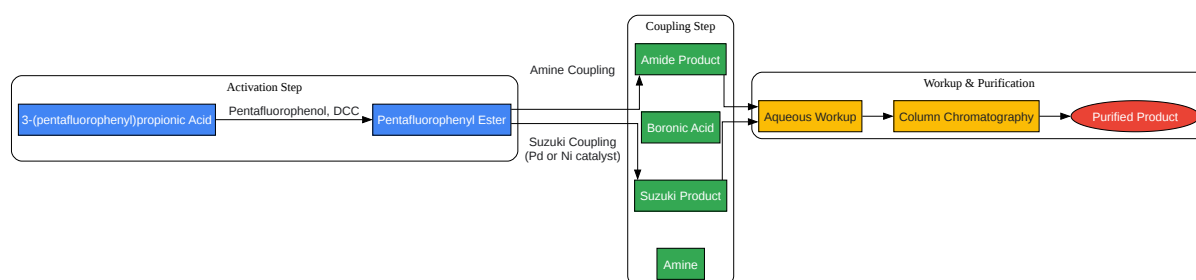 Activation Step
3-(pentafluorophenyl)propionic Acid
Pentafluorophenol, DCC
Pentafluorophenyl Ester
Amine Coupling
Suzuki Coupling
(Pd or Ni catalyst)
Coupling Step
Amide Product
Boronic Acid
Suzuki Product
Amine
Workup & Purification
Aqueous Workup
Column Chromatography
Purified Product